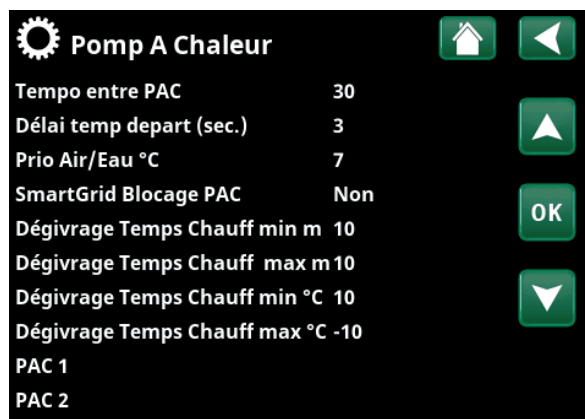 Pomp A Chaleur
Tempo entre PAC 30
Délai temp depart (sec.) 3
Prio Air/Eau °C 7
SmartGrid Blocage PAC Non
OK
Dégivrage Temps Chauff min m 10
Dégivrage Temps Chauff max m 10
Dégivrage Temps Chauff min °C 10
Dégivrage Temps Chauff max °C -10
PAC 1
PAC 2